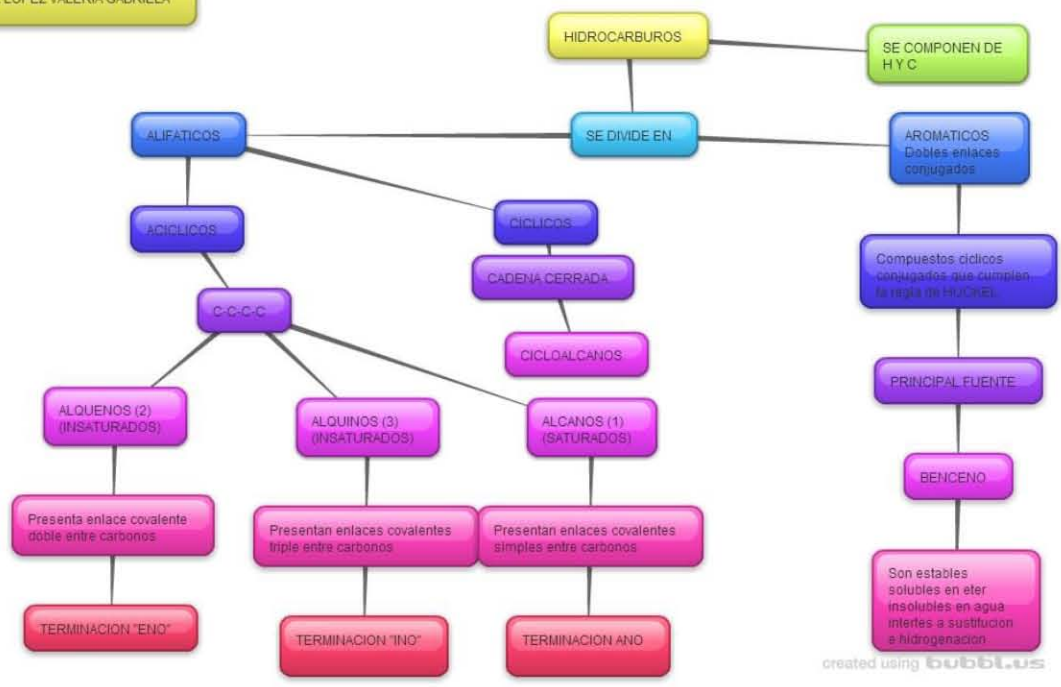 LOPEZ VALERIA GABRIELA
HIDROCARBUROS
SE COMPONEN DE
H Y C
ALIFATICOS
SE DIVIDE EN
AROMATICOS
Dobles enlaces
conjugados
ACICLICOS
CICLICOS
CADENA CERRADA
Compuestos ciclicos
conjugados que cumplen
la regla de HUCKEL
C-C-C-C
CICLOALCANOS
PRINCIPAL FUENTE
ALQUENOS (2)
(INSATURADOS)
ALQUINOS (3)
(INSATURADOS)
ALCANOS (1)
(SATURADOS)
BENCENO
Presenta enlace covalente
doble entre carbonos
Presentan enlaces covalentes
triple entre carbonos
Presentan enlaces covalentes
simples entre carbonos
Son estables
solubles en eter
insolubles en agua
intertes a sustitucion
e hidrogenacion
TERMINACION "ENO"
TERMINACION "INO"
TERMINACION ANO
created using bubbl.us